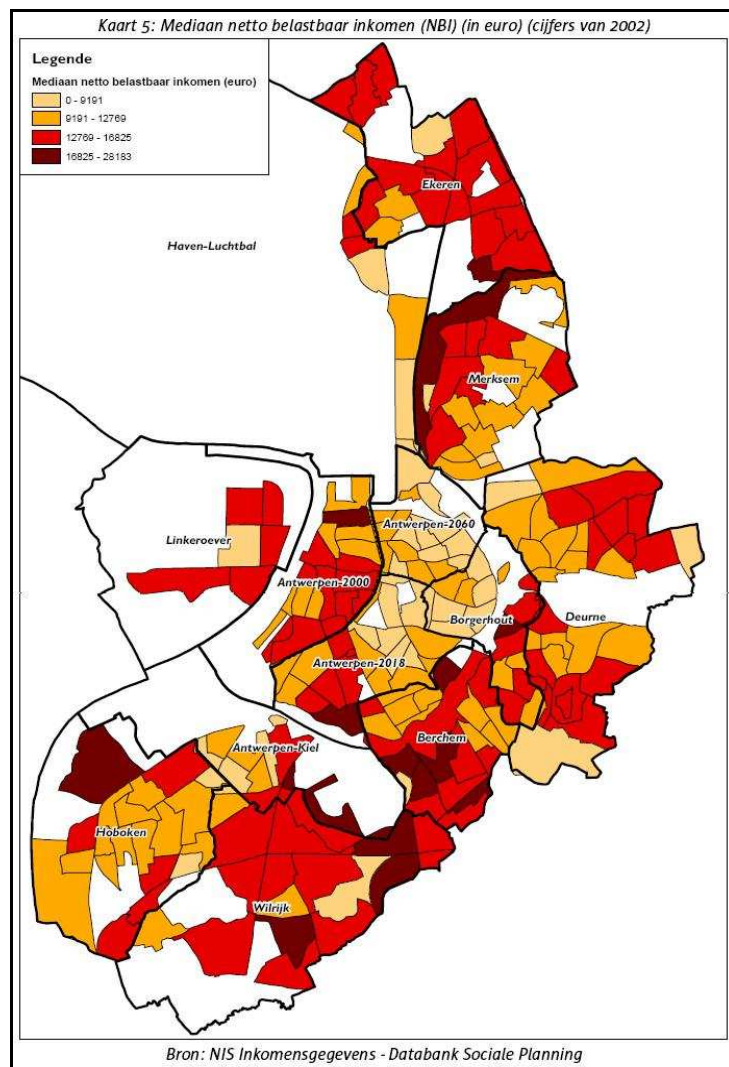 Kaart 5: Mediaan netto belastbaar inkomen (NBI) (in euro) (cijfers van 2002)
Legende
Mediaan netto belastbaar inkomen (euro)
0 - 9191
9191 - 12769
12769 - 16825
16825 - 28183
Ekeren
Haven-Luchtbal
Merksem
Antwerpen-2060
Linkeroever
Antwerpen-2000
Borgerhout
Deurne
Antwerpen-2018
Berchem
Antwerpen-Kiel
Hoboken
Wilrijk
Bron: NIS Inkomensgegevens - Databank Sociale Planning